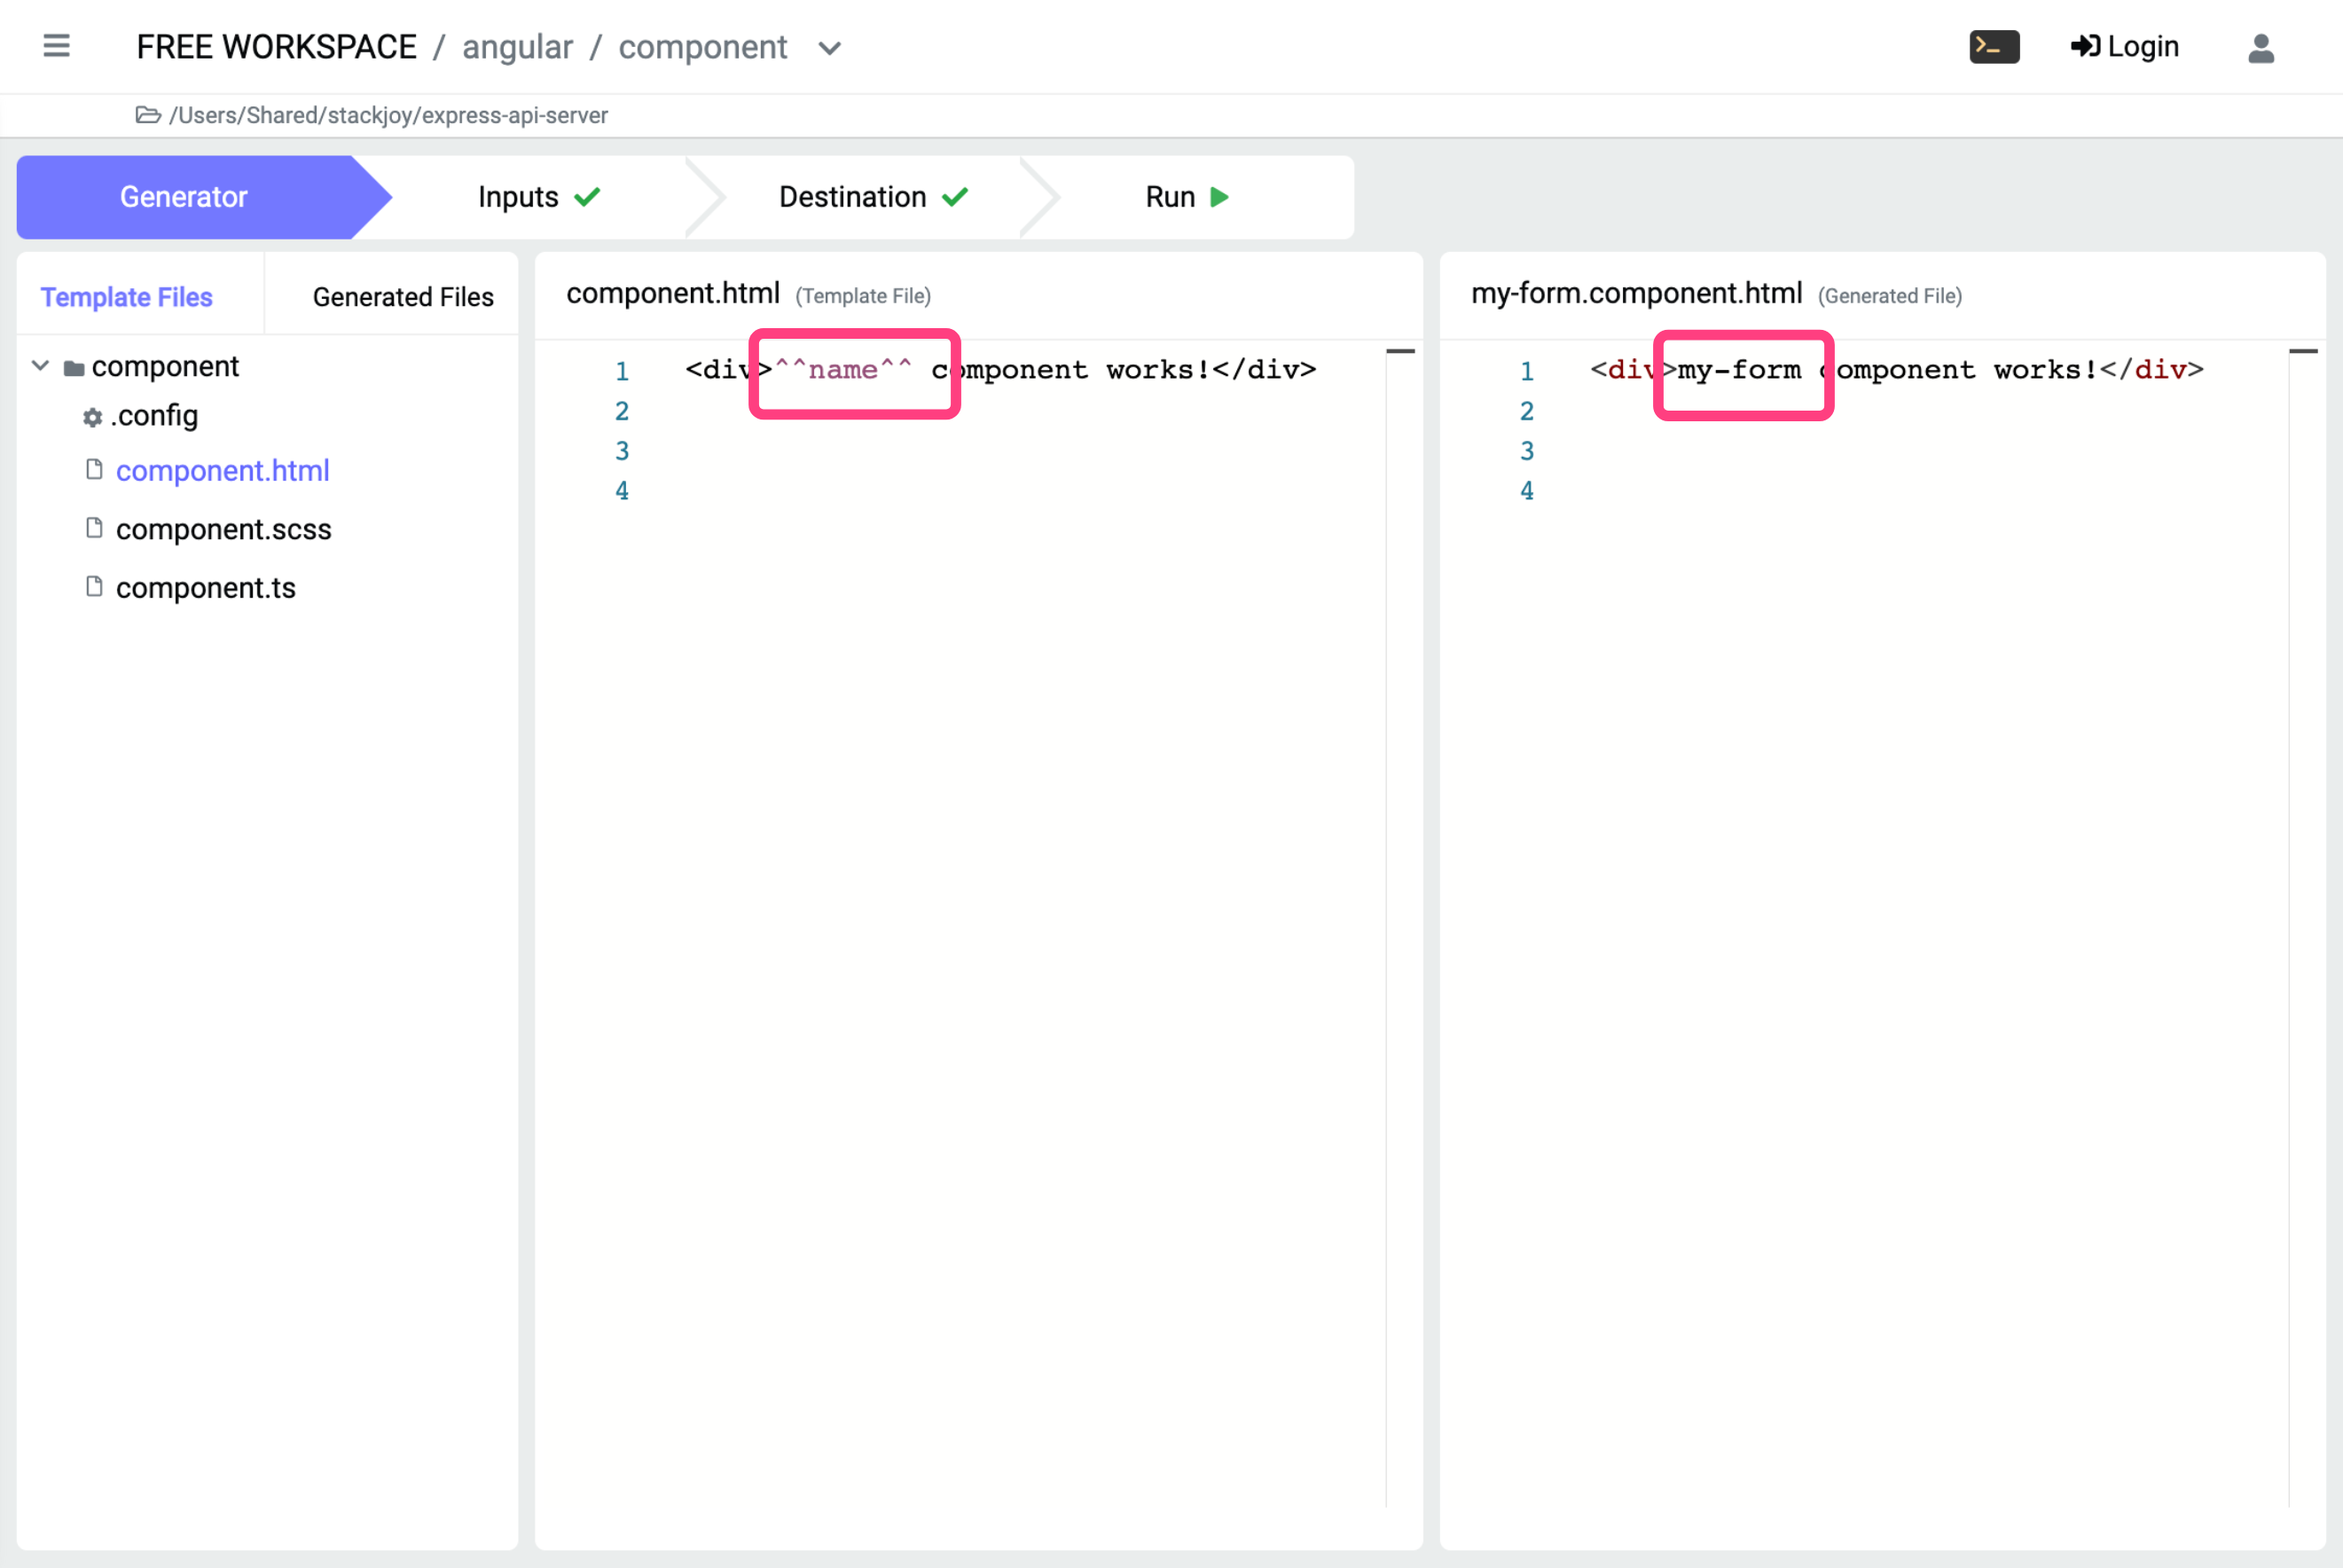 FREE WORKSPACE / angular / component
>_
Login
/Users/Shared/stackjoy/express-api-server
Generator
Inputs
Destination
Run
Template Files
Generated Files
component
.config
component.html
component.scss
component.ts
component.html (Template File)
1 <div>^^name^^ component works!</div>
2
3
4
my-form.component.html (Generated File)
1 <div>my-form component works!</div>
2
3
4